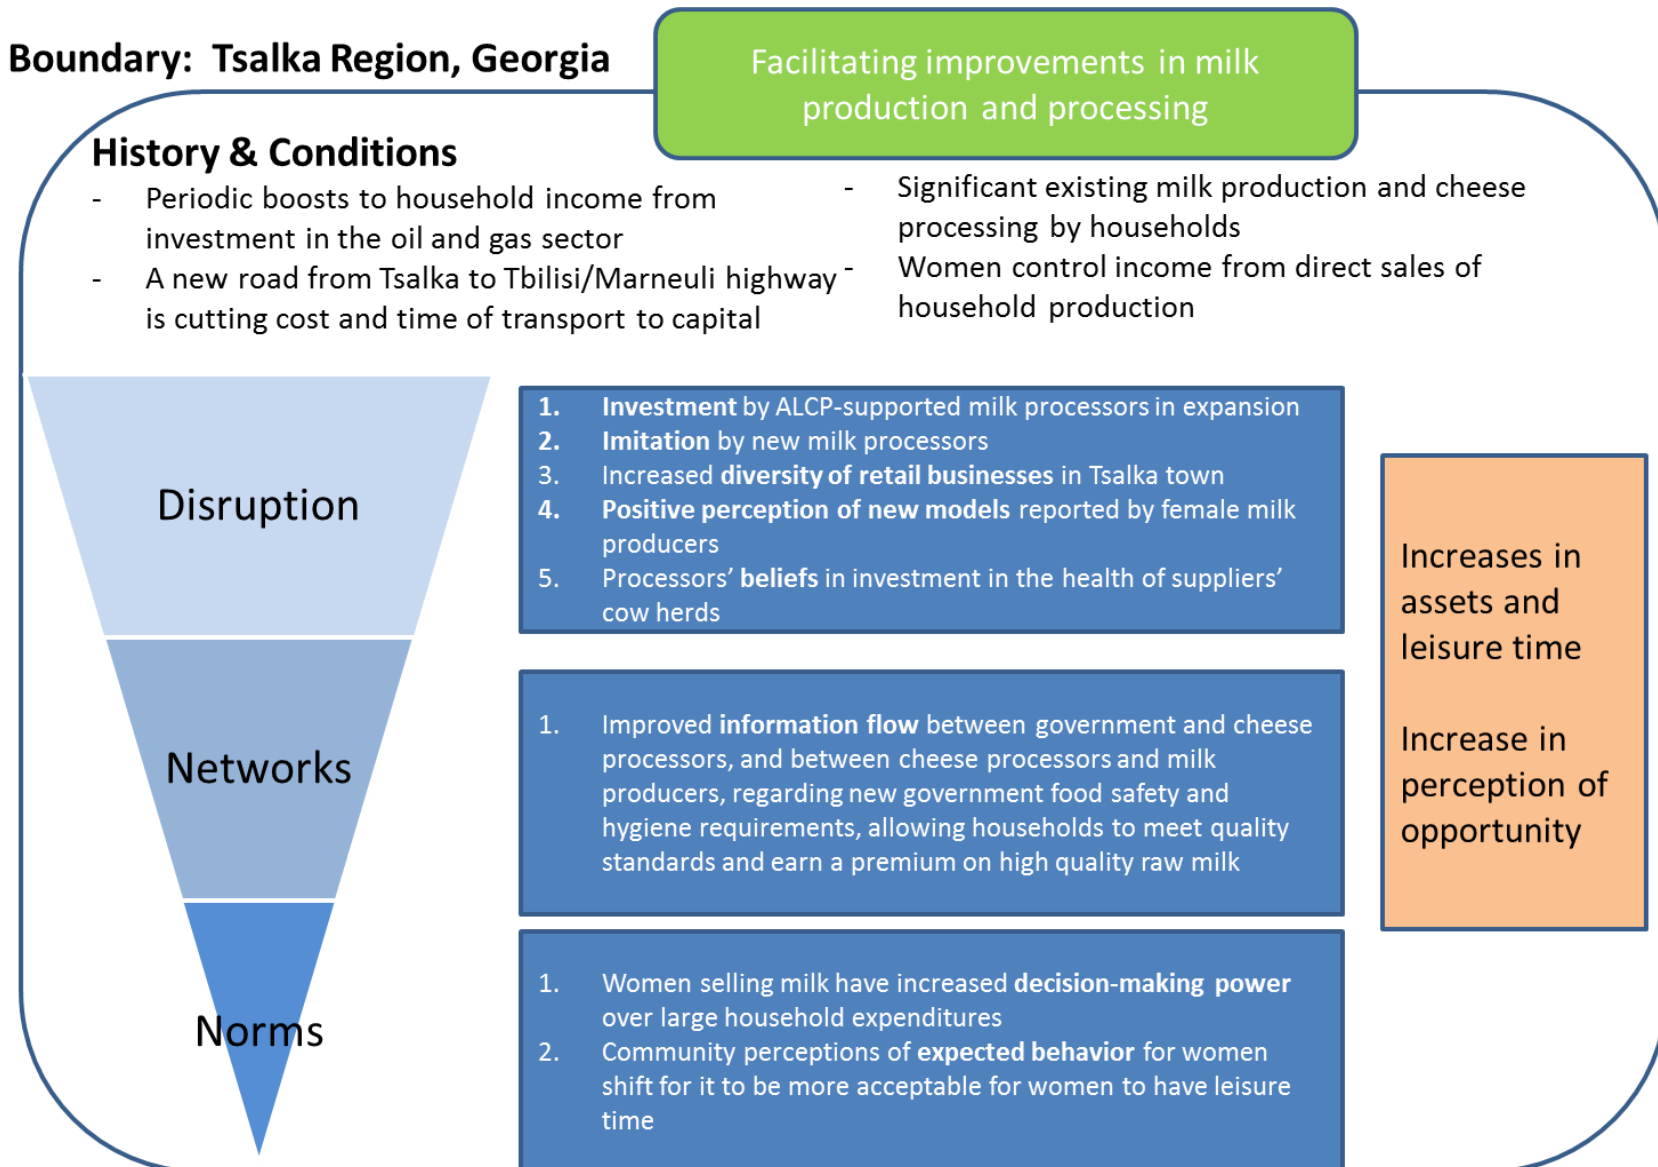 Boundary: Tsalka Region, Georgia
Facilitating improvements in milk
production and processing
History & Conditions
- Periodic boosts to household income from
investment in the oil and gas sector
- A new road from Tsalka to Tbilisi/Marneuli highway
is cutting cost and time of transport to capital
- Significant existing milk production and cheese
processing by households
- Women control income from direct sales of
household production
Disruption
1. Investment by ALCP-supported milk processors in expansion
2. Imitation by new milk processors
3. Increased diversity of retail businesses in Tsalka town
4. Positive perception of new models reported by female milk
producers
5. Processors’ beliefs in investment in the health of suppliers’
cow herds
Networks
1. Improved information flow between government and cheese
processors, and between cheese processors and milk
producers, regarding new government food safety and
hygiene requirements, allowing households to meet quality
standards and earn a premium on high quality raw milk
Norms
1. Women selling milk have increased decision-making power
over large household expenditures
2. Community perceptions of expected behavior for women
shift for it to be more acceptable for women to have leisure
time
Increases in
assets and
leisure time
Increase in
perception of
opportunity